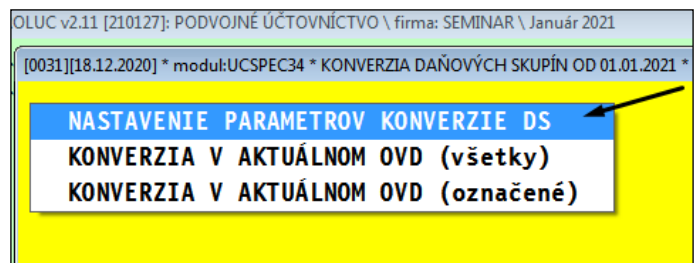 OLUC v2.11 [210127]: PODVOJNÉ ÚČTOVNÍCTVO \ firma: SEMINAR \ Január 2021
[0031][18.12.2020] * modul:UCSPEC34 * KONVERZIA DAŇOVÝCH SKUPÍN OD 01.01.2021 *
NASTAVENIE PARAMETROV KONVERZIE DS
KONVERZIA V AKTUÁLNOM OVD (všetky)
KONVERZIA V AKTUÁLNOM OVD (označené)